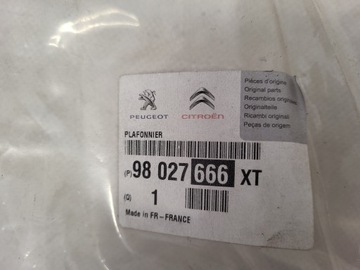 PEUGEOT
CITROËN
Pièces d'origine
Original parts
Recambios originales
Originalteile
Ricambi originali
Peças de origem
PLAFONNIER
(P) 98 027 666 XT
(Q) 1
Made in FR-FRANCE